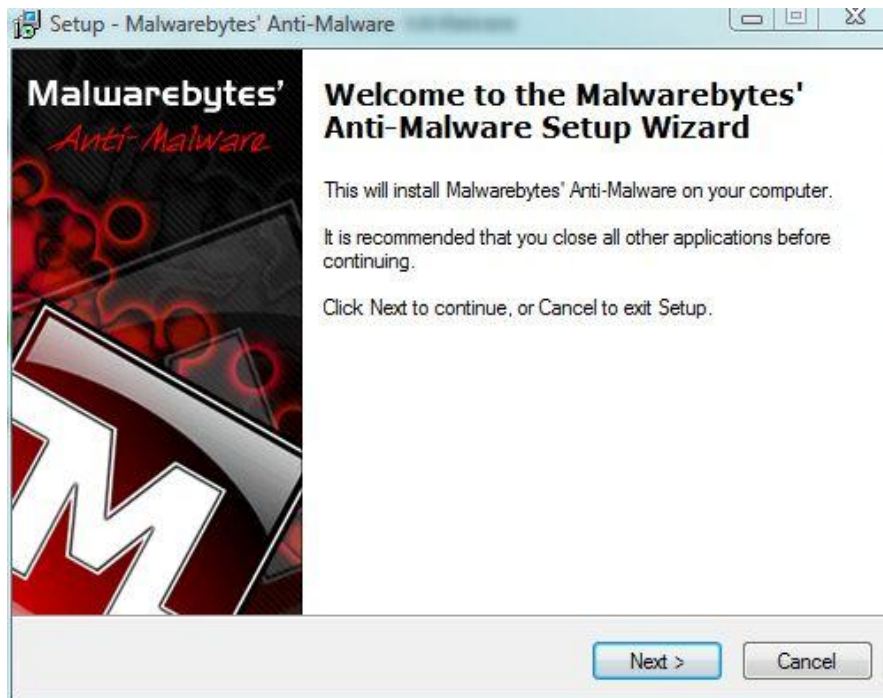 Setup - Malwarebytes' Anti-Malware
Malwarebytes'
Anti-Malware
Welcome to the Malwarebytes'
Anti-Malware Setup Wizard
This will install Malwarebytes' Anti-Malware on your computer.
It is recommended that you close all other applications before
continuing.
Click Next to continue, or Cancel to exit Setup.
M
Next >
Cancel